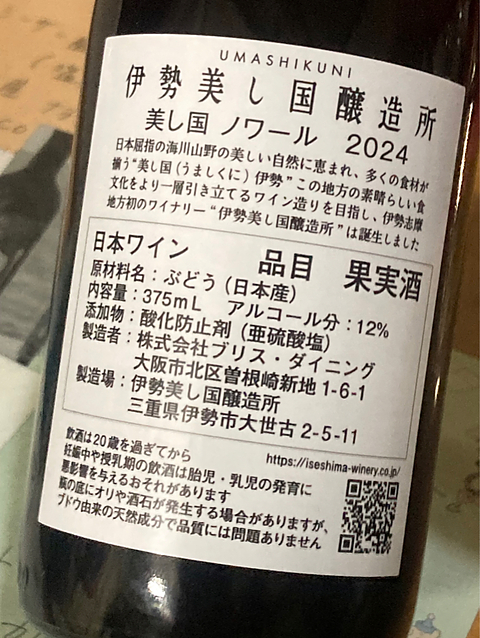 UMASHIKUNI
伊勢美し国醸造所
美し国 ノワール 2024
日本屈指の海川山野の美しい自然に恵まれ、多くの食材が
揃う“美し国(うましくに)伊勢”この地方の素晴らしい食
文化をより一層引き立てるワイン造りを目指し、伊勢志摩
地方初のワイナリー“伊勢美し国醸造所”は誕生しました
日本ワイン 品目 果実酒
原材料名:ぶどう(日本産)
内容量:375mL アルコール分:12%
添加物:酸化防止剤(亜硫酸塩)
製造者:株式会社ブリス・ダイニング
大阪市北区曽根崎新地1-6-1
製造場:伊勢美し国醸造所
三重県伊勢市大世古2-5-11
飲酒は20歳を過ぎてから
https://iseshima-winery.co.jp/
妊娠中や授乳期の飲酒は胎児・乳児の発育に
悪影響を与えるおそれがあります
瓶の底にオリや酒石が発生する場合がありますが、
ブドウ由来の天然成分で品質には問題ありません